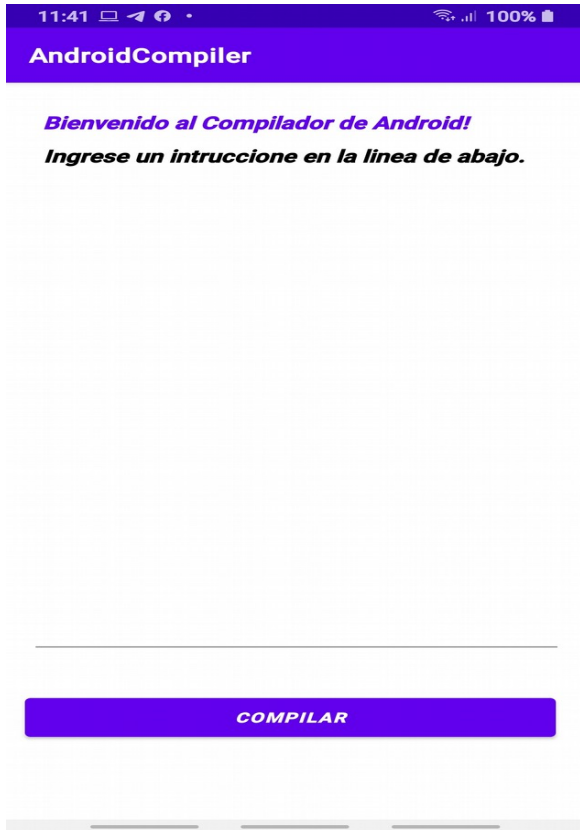 11:41 100%
AndroidCompiler
Bienvenido al Compilador de Android!
Ingrese un intruccione en la linea de abajo.
COMPILAR